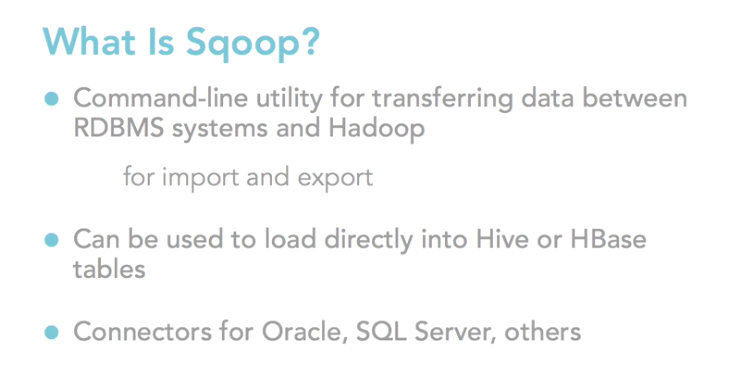 What Is Sqoop?
• Command-line utility for transferring data between
RDBMS systems and Hadoop
for import and export
• Can be used to load directly into Hive or HBase
tables
• Connectors for Oracle, SQL Server, others